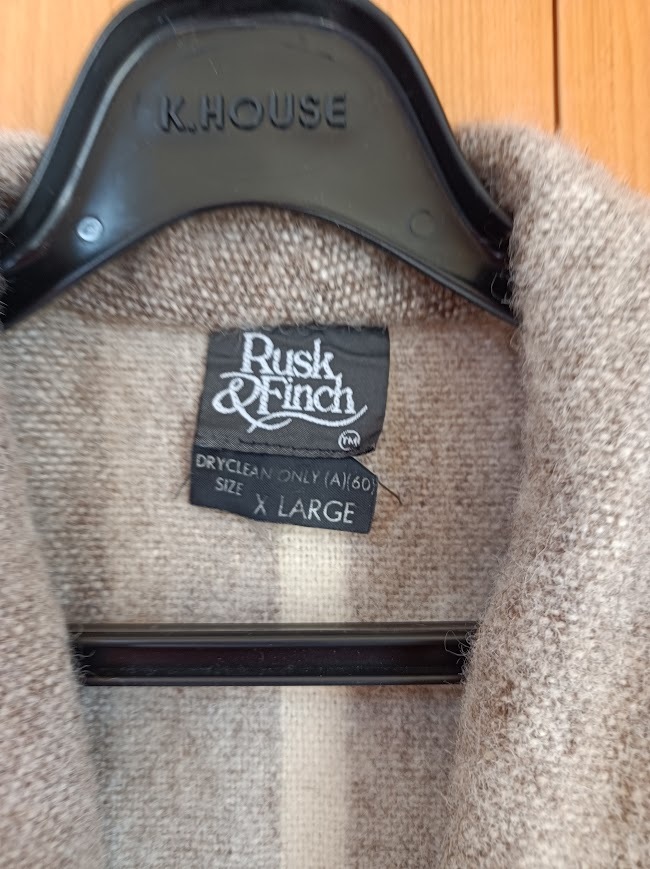 K.HOUSE
Rusk
&Finch
TM
DRYCLEAN ONLY (A)(60)
SIZE
X LARGE